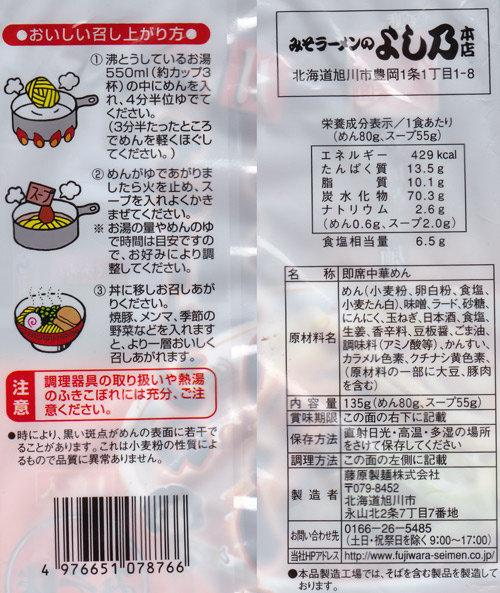 ●おいしい召し上がり方●
① 沸とうしているお湯
550ml(約カップ3
杯)の中にめんを入
れ、4分半位ゆでて
ください。
(3分半たったところ
でめんを軽くほぐし
てください。)
スープ
② めんがゆであがりま
したら火を止め、ス
ープを入れよくかき
まぜてください。
※ お湯の量やめんのゆ
で時間は目安ですの
で、お好みにより調
整してください。
③ 丼に移しお召しあが
りください。
焼豚、メンマ、季節の
野菜などを入れます
と、より一層おいしく
召しあがれます。
注意
調理器具の取り扱いや熱湯
のふきこぼれには充分、ご注
意ください。
●時により、黒い斑点がめんの表面に若干で
ることがあります。これは小麦粉の性質によ
るもので品質に異常ありません。
4 976651 078766
みそラーメンの よし乃 本店
北海道旭川市豊岡1条1丁目1-8
栄養成分表示/1食あたり
(めん80g、スープ55g)
エネルギー 429 kcal
たんぱく質 13.5 g
脂質 10.1 g
炭水化物 70.3 g
ナトリウム 2.6 g
(めん0.6g、スープ2.0g)
食塩相当量 6.5 g
名称 即席中華めん
原材料名 めん(小麦粉、卵白粉、食塩、
小麦たん白)、味噌、ラード、砂糖、
にんにく、玉ねぎ、日本酒、食塩、
生姜、香辛料、豆板醤、ごま油、
調味料(アミノ酸等)、かんすい、
カラメル色素、クチナシ黄色素、
(原材料の一部に大豆、豚肉
を含む)
内容量 135g(めん80g、スープ55g)
賞味期限 この面の右下に記載
保存方法 直射日光・高温・多湿の場所
をさけて保存してください
調理方法 この面の左側に記載
製造者 藤原製麺株式会社
〒079-8452
北海道旭川市
永山北2条7丁目7番地
お問い合わせ先 0166-26-5485
(土日・祝祭日を除く 9:00〜17:00)
当社HPアドレス http://www.fujiwara-seimen.co.jp/
●本品製造工場では、そばを含む製品を製造して
おります。